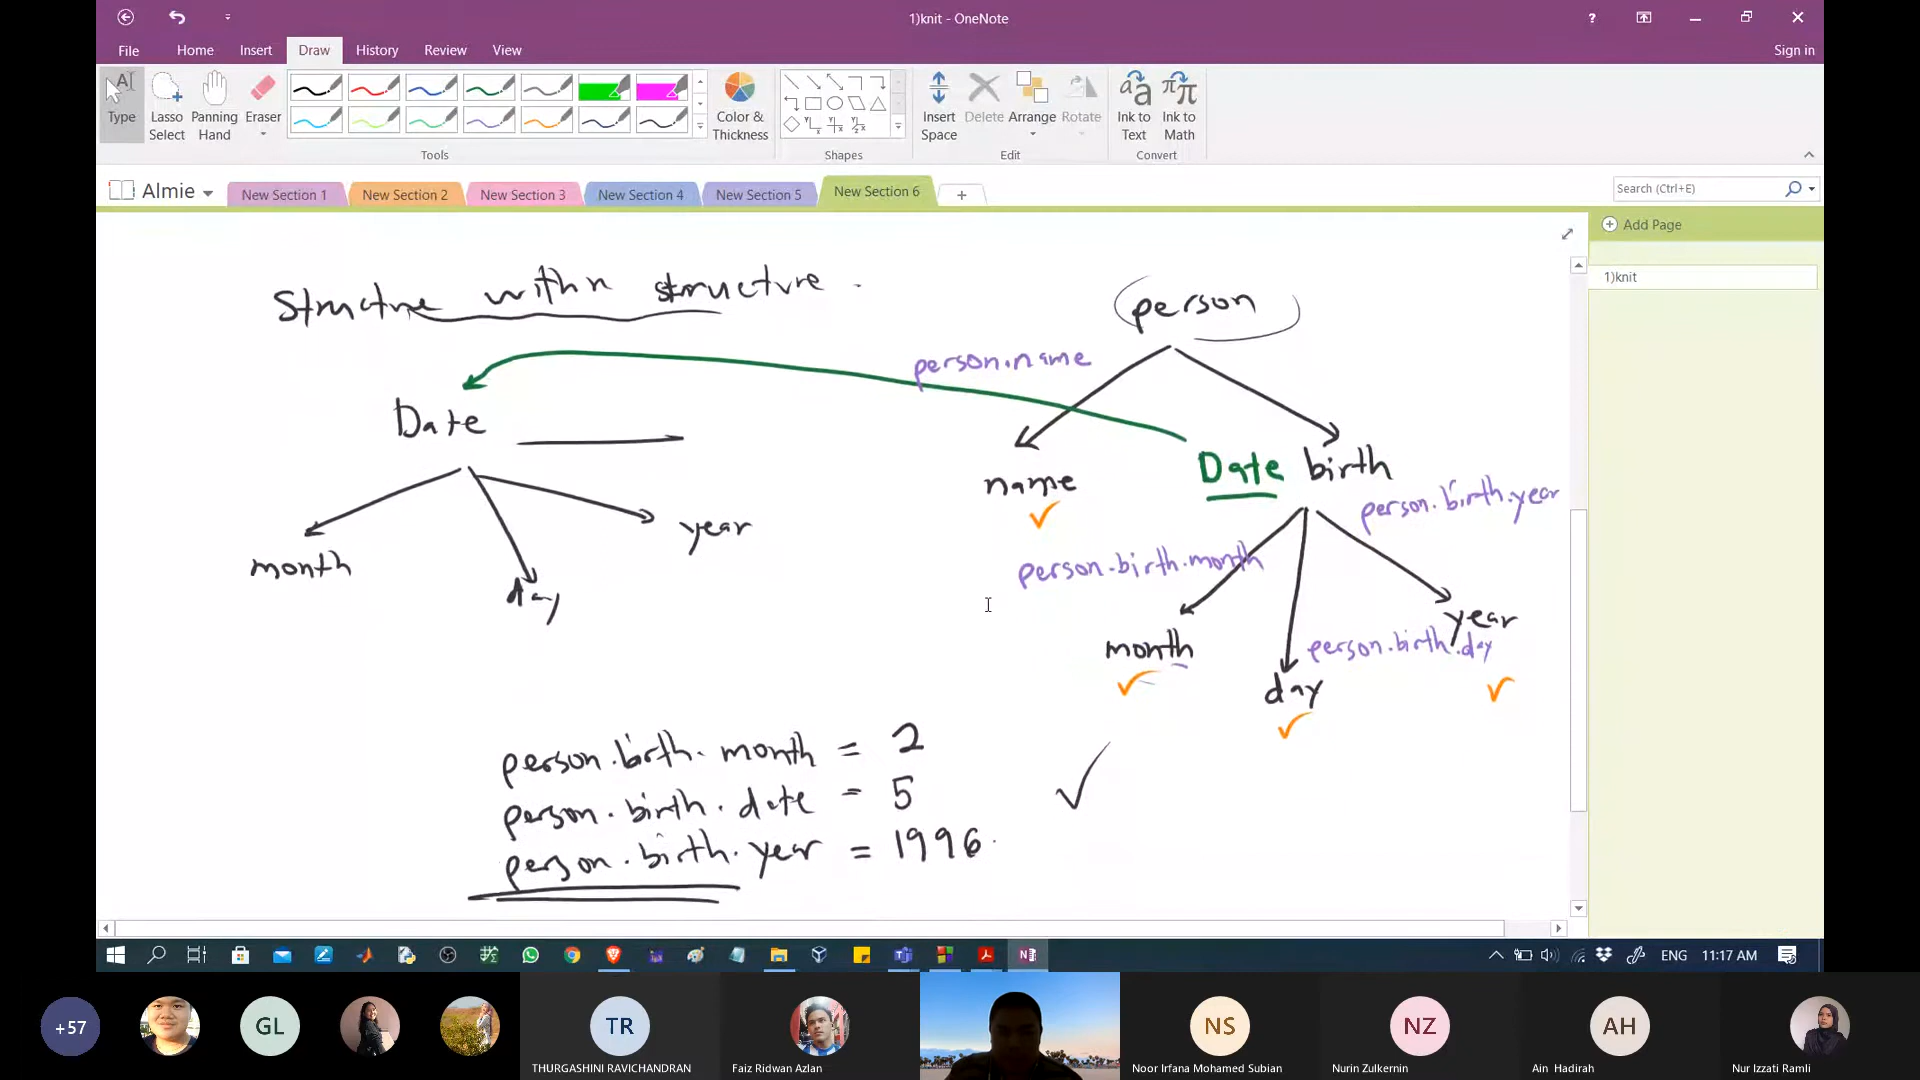 1)knit - OneNote
?
File Home Insert Draw History Review View
Sign in
Type
Lasso Select
Panning Hand
Eraser
Color & Thickness
Insert Space
Delete
Arrange
Rotate
Ink to Text
Ink to Math
Tools
Shapes
Edit
Convert
Almie
New Section 1
New Section 2
New Section 3
New Section 4
New Section 5
New Section 6
+
Search (Ctrl+E)
Add Page
1)knit
Structure within structure.
person
person.name
Date
name
Date birth
person.birth.year
month
day
year
person.birth.month
month
day
year
person.birth.day
person.birth.month = 2
person.birth.date = 5
person.birth.year = 1996.
ENG 11:17 AM
+57
GL
TR
NS
NZ
AH
THURGASHINI RAVICHANDRAN
Faiz Ridwan Azlan
Noor Irfana Mohamed Subian
Nurin Zulkernin
Ain Hadirah
Nur Izzati Ramli